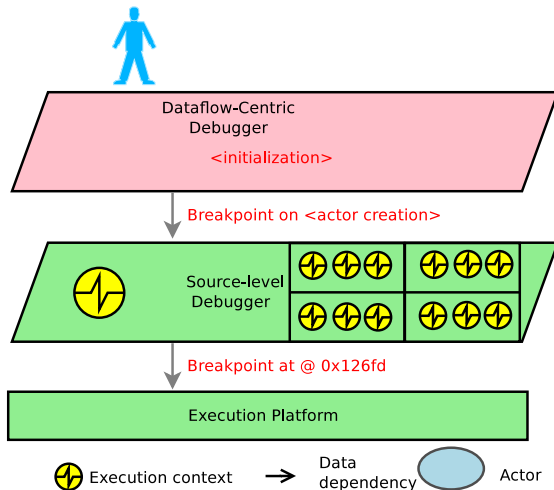 Dataflow-Centric
Debugger
<initialization>
Breakpoint on <actor creation>
Source-level
Debugger
Breakpoint at @ 0x126fd
Execution Platform
Execution context
Data
dependency
Actor